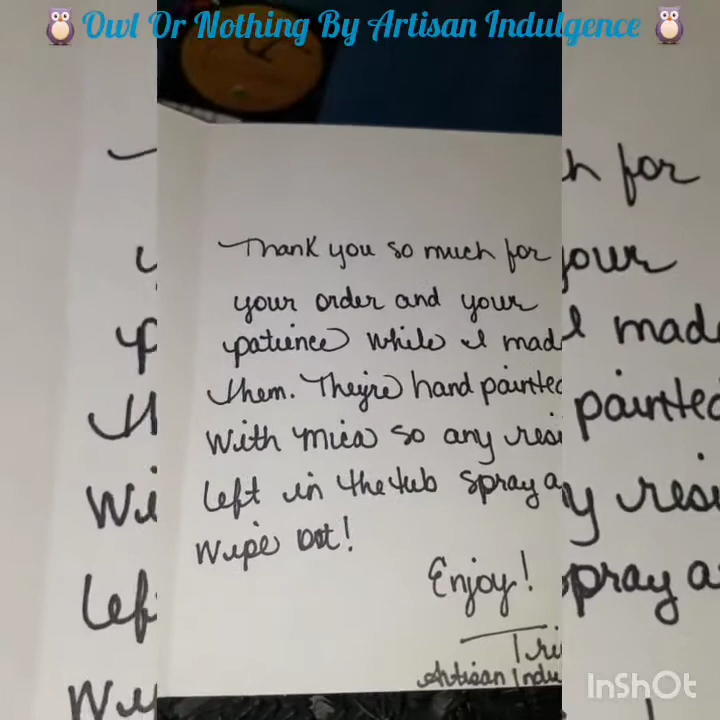 Owl Or Nothing By Artisan Indulgence
Thank you so much for
your order and your
patience while I mad
them. They're hand painted
with mica so any resi
left in the tub spray a
wipe out!
Enjoy!
Tri
Artisan Indu
InShOt